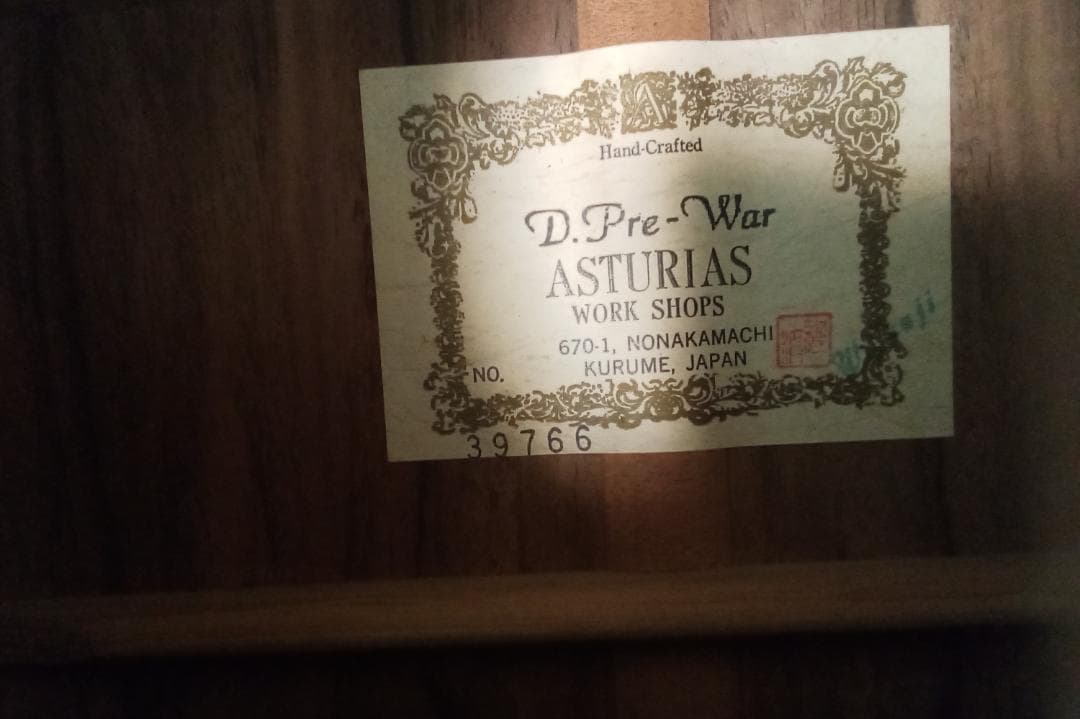 A
Hand-Crafted
D. Pre-War
ASTURIAS
WORK SHOPS
670-1, NONAKAMACHI
KURUME, JAPAN
NO.
39766